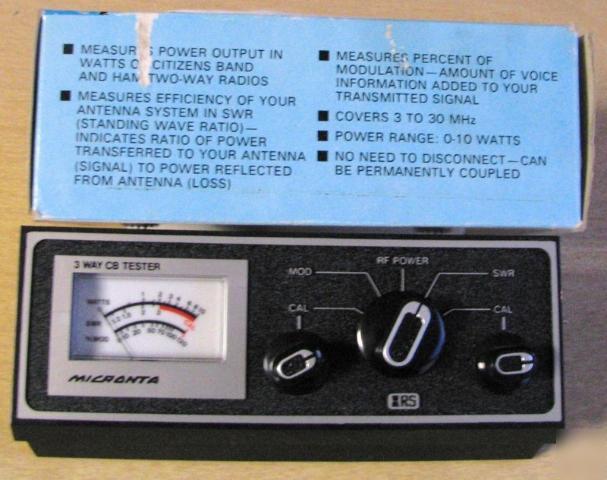 ■ MEASURES POWER OUTPUT IN
WATTS OF CITIZENS BAND
AND HAM TWO-WAY RADIOS
■ MEASURES EFFICIENCY OF YOUR
ANTENNA SYSTEM IN SWR
(STANDING WAVE RATIO)—
INDICATES RATIO OF POWER
TRANSFERRED TO YOUR ANTENNA
(SIGNAL) TO POWER REFLECTED
FROM ANTENNA (LOSS)
■ MEASURES PERCENT OF
MODULATION—AMOUNT OF VOICE
INFORMATION ADDED TO YOUR
TRANSMITTED SIGNAL
■ COVERS 3 TO 30 MHz
■ POWER RANGE: 0-10 WATTS
■ NO NEED TO DISCONNECT—CAN
BE PERMANENTLY COUPLED
3 WAY CB TESTER
WATTS
SWR
%MOD
MICRONTA
MOD
RF POWER
SWR
CAL
CAL
RS